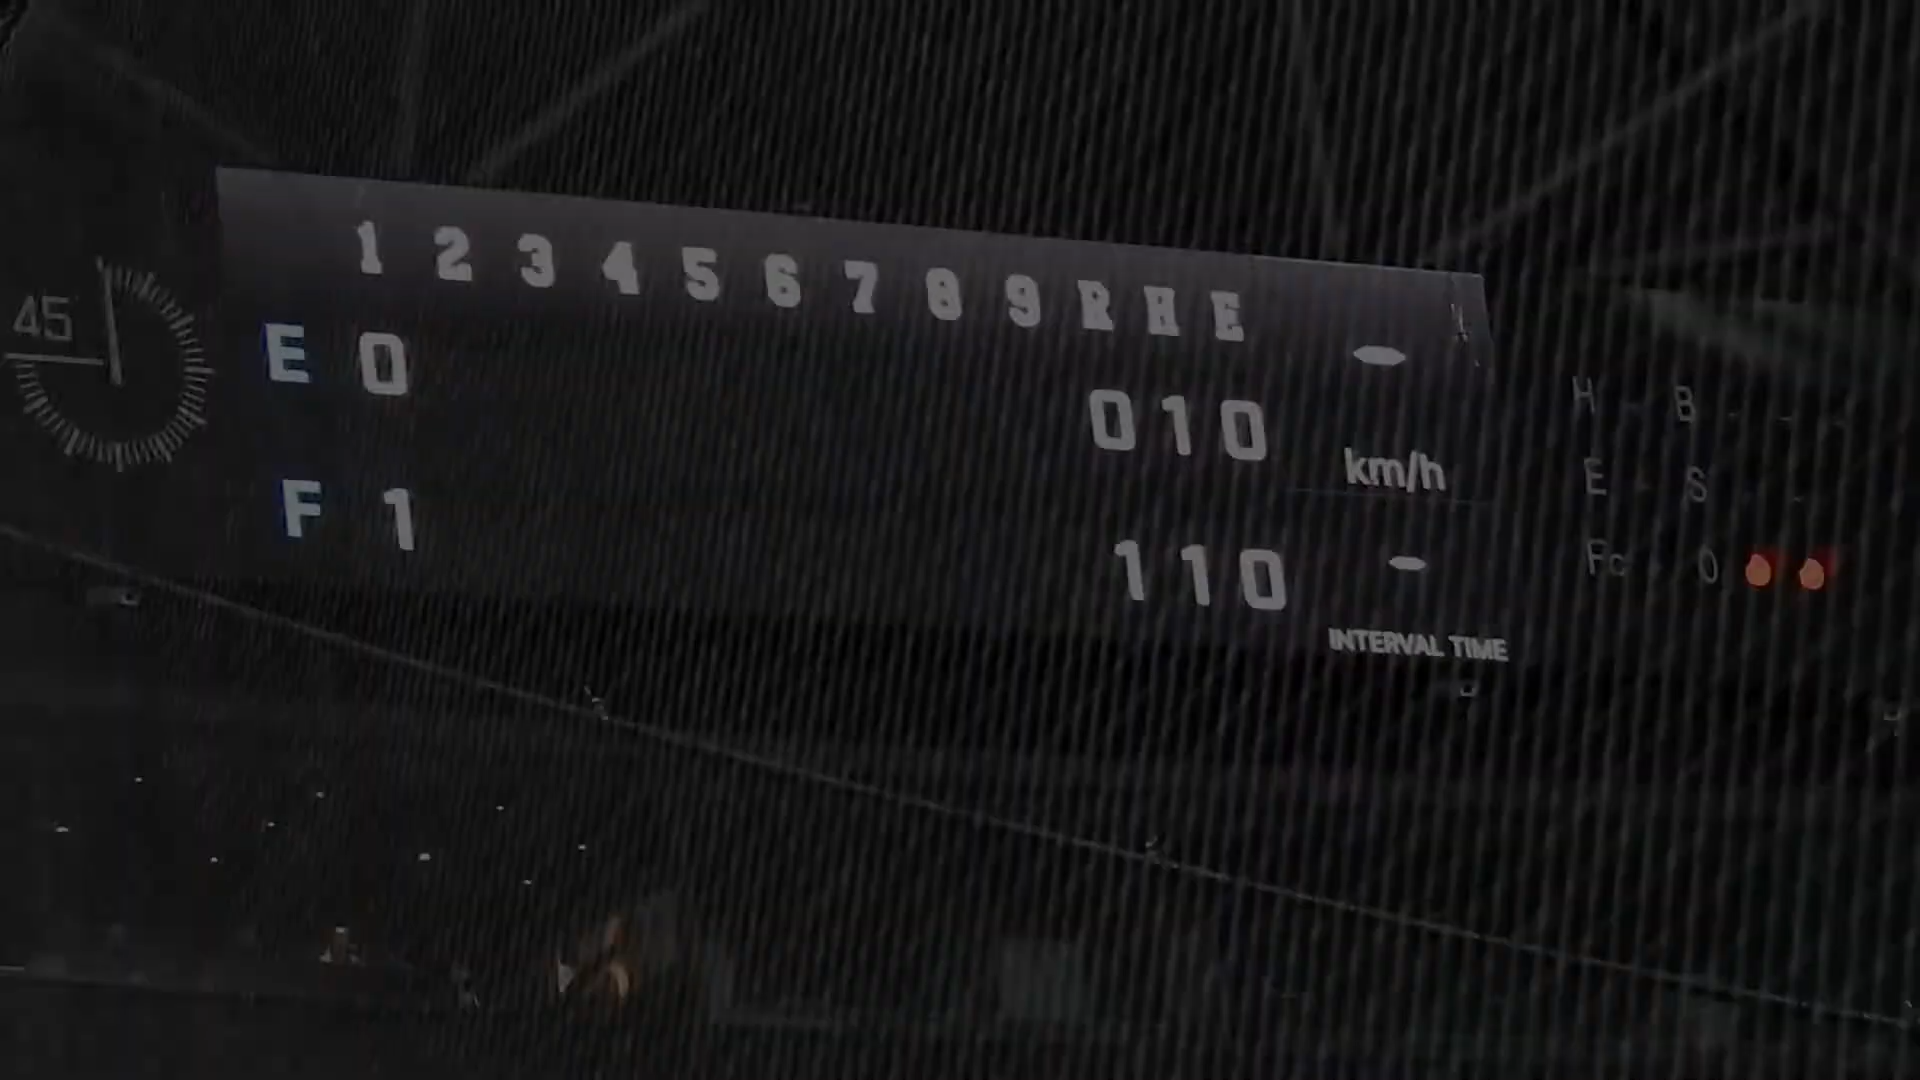 1 2 3 4 5 6 7 8 9 R H E
45
E 0 0 1 0
km/h
F 1 1 1 0
INTERVAL TIME
H B
E S
Fc O